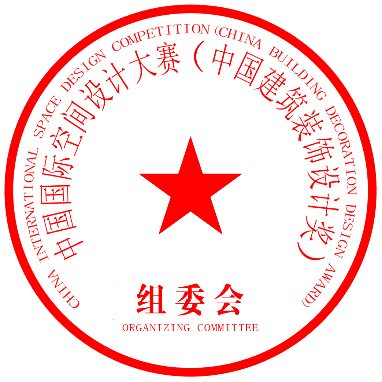 CHINA INTERNATIONAL SPACE DESIGN COMPETITION(CHINA BUILDING DECORATION DESIGN AWARD)
中国国际空间设计大赛（中国建筑装饰设计奖）
组委会
ORGANIZING COMMITTEE